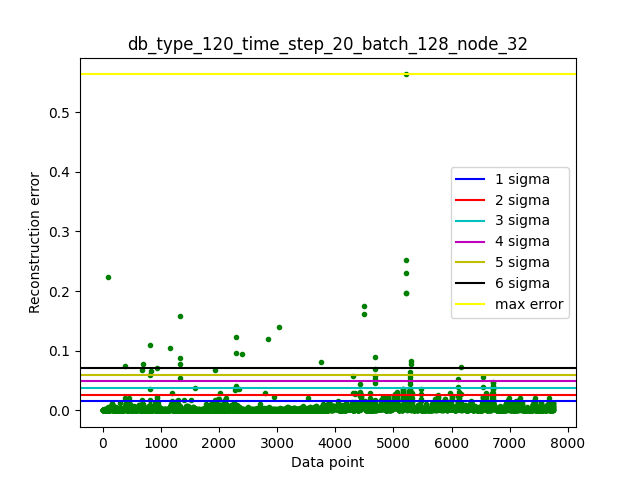 db_type_120_time_step_20_batch_128_node_32
Reconstruction error
0.5
0.4
0.3
0.2
0.1
0.0
1 sigma
2 sigma
3 sigma
4 sigma
5 sigma
6 sigma
max error
0 1000 2000 3000 4000 5000 6000 7000 8000
Data point